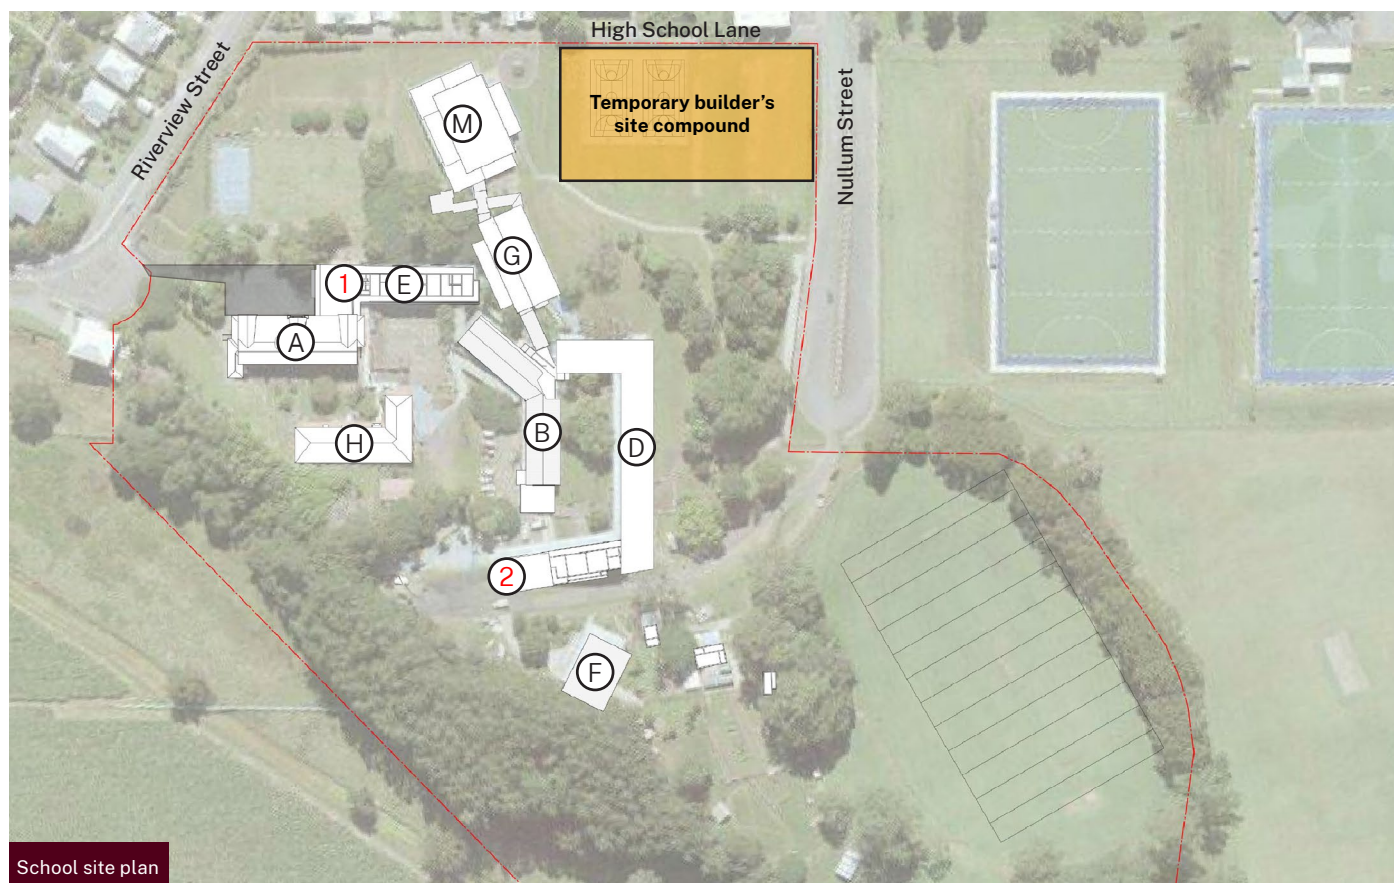 High School Lane
Riverview Street
Temporary builder's
site compound
Nullum Street
M
G
1
E
A
B
H
D
2
F
School site plan